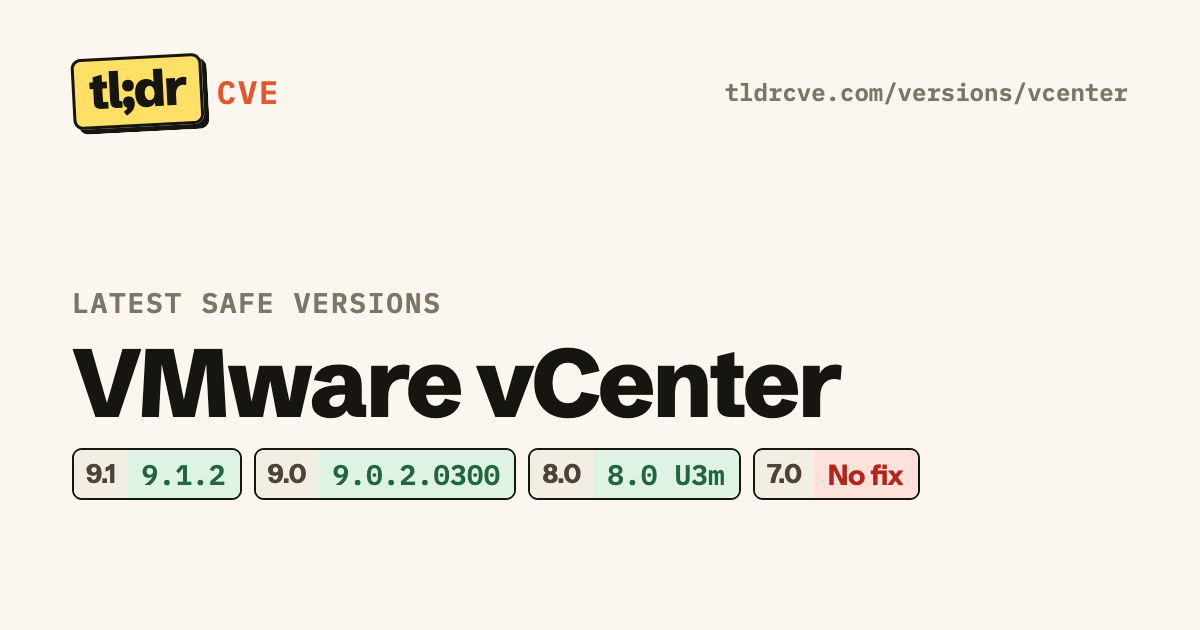 tl;dr CVE
tldrcve.com/versions/vcenter
LATEST SAFE VERSIONS
VMware vCenter
9.1 9.1.2 9.0 9.0.2.0300 8.0 8.0 U3m 7.0 No fix